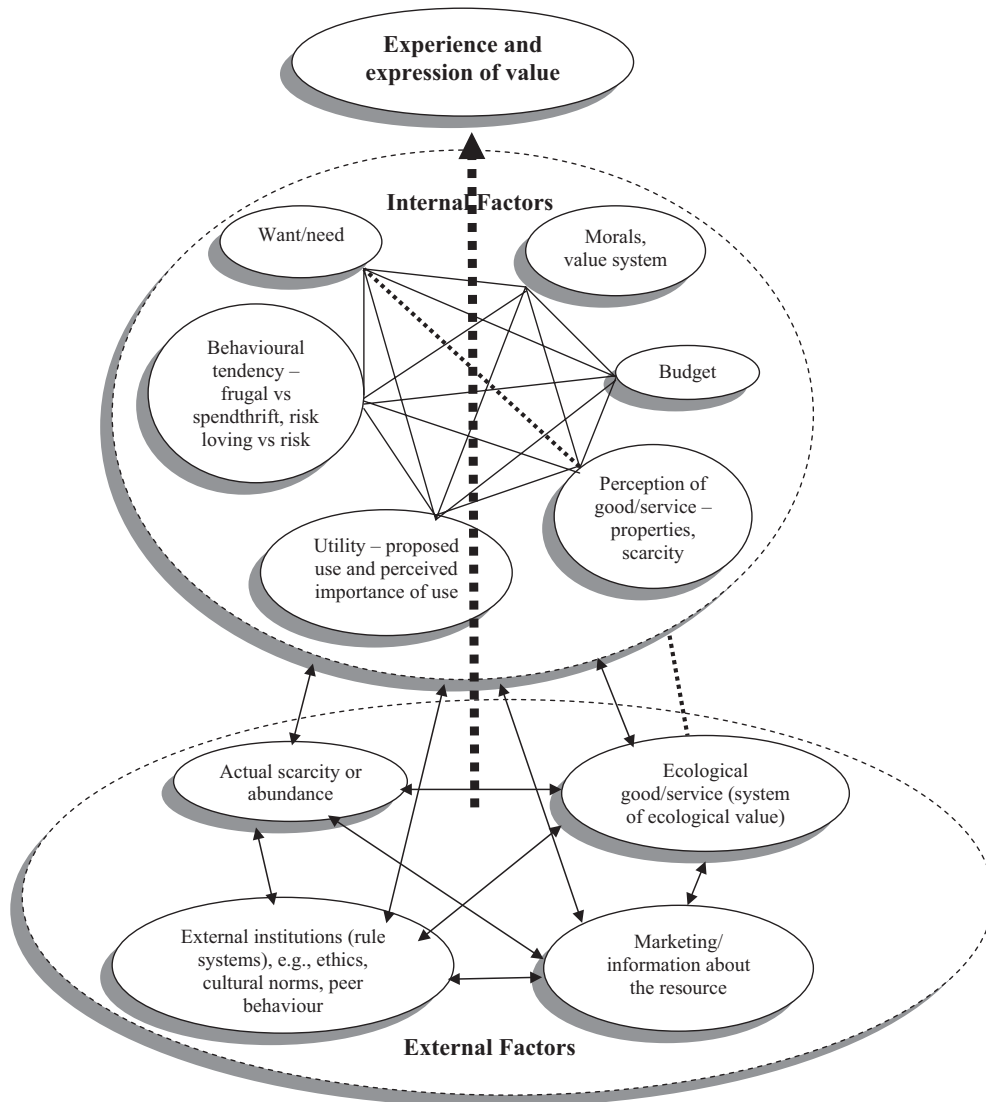 Experience and
expression of value
Internal Factors
Want/need
Morals,
value system
Behavioural
tendency –
frugal vs
spendthrift, risk
loving vs risk
Budget
Perception of
good/service –
properties,
scarcity
Utility – proposed
use and perceived
importance of use
Actual scarcity or
abundance
Ecological
good/service (system
of ecological value)
External institutions (rule
systems), e.g., ethics,
cultural norms, peer
behaviour
Marketing/
information about
the resource
External Factors